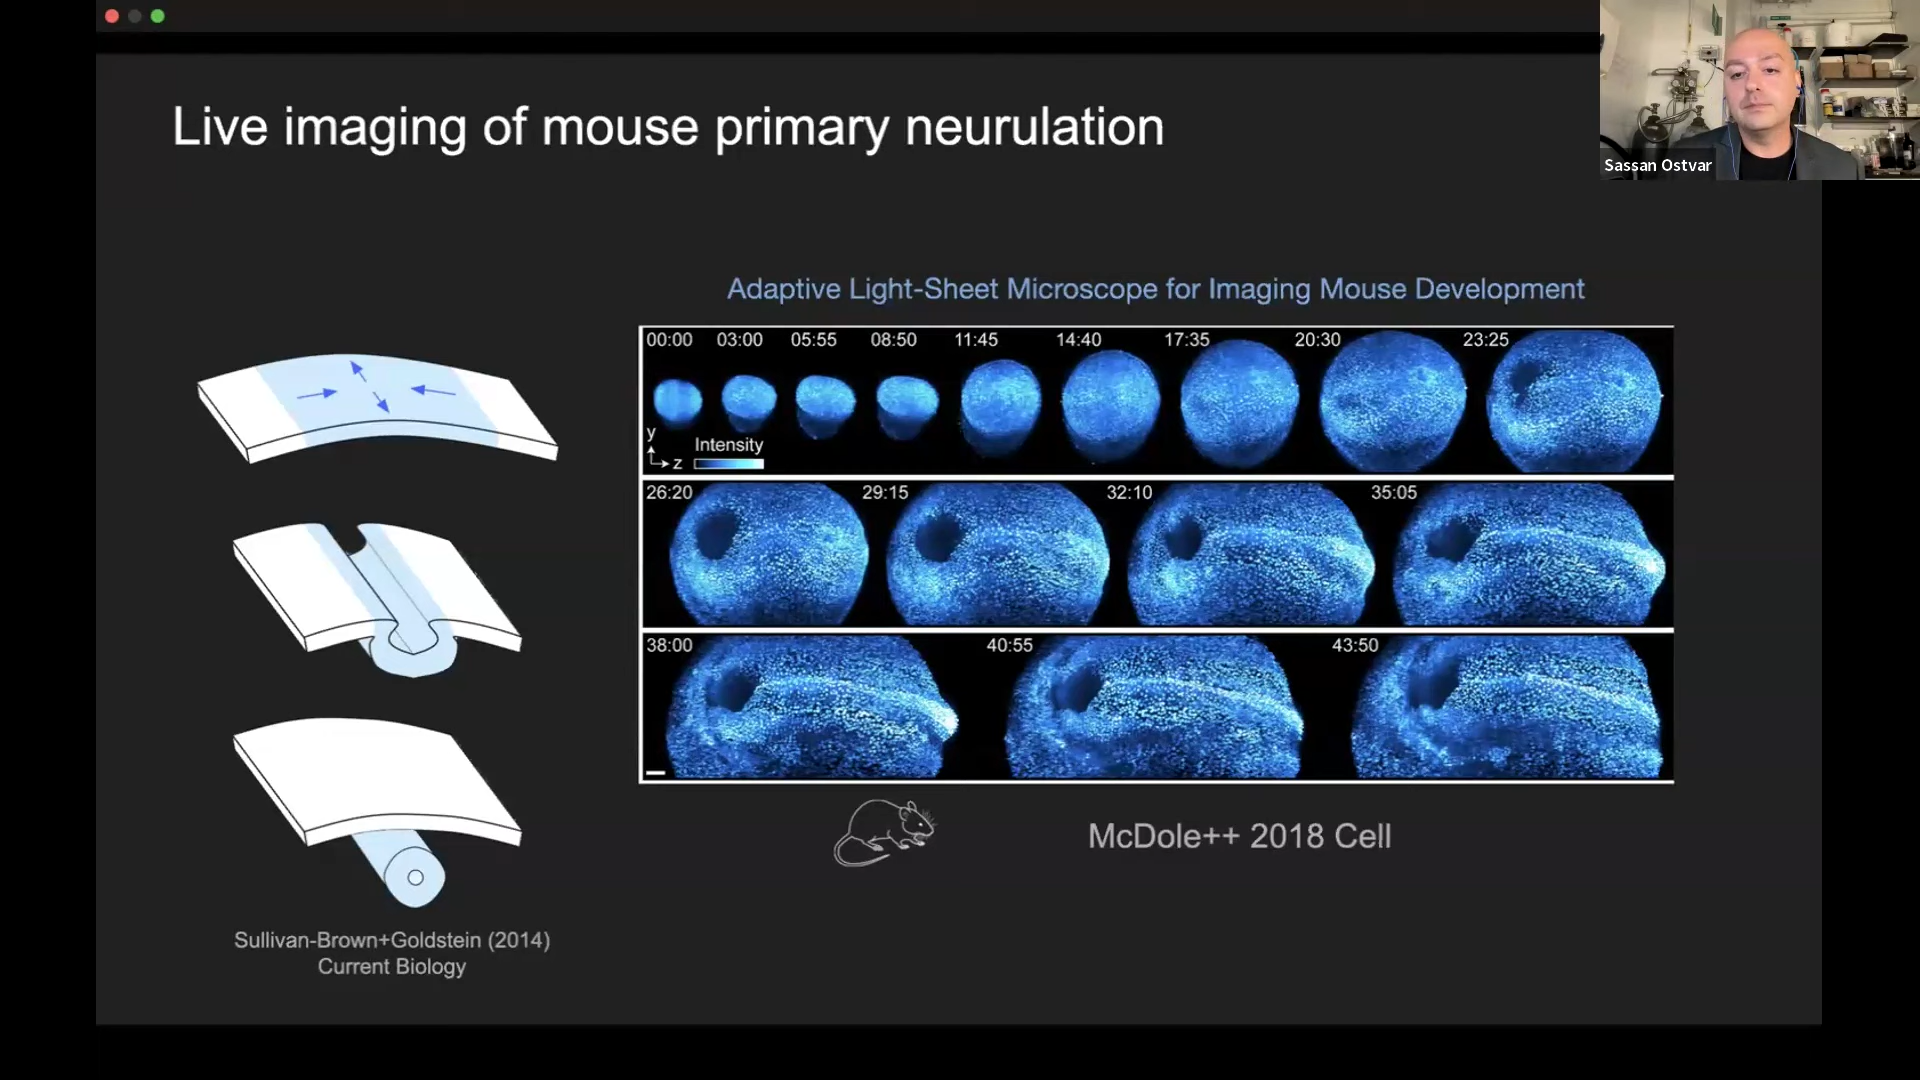 Live imaging of mouse primary neurulation
Sassan Ostvar
Adaptive Light-Sheet Microscope for Imaging Mouse Development
00:00 03:00 05:55 08:50 11:45 14:40 17:35 20:30 23:25
y
z
Intensity
26:20 29:15 32:10 35:05
38:00 40:55 43:50
McDole++ 2018 Cell
Sullivan-Brown+Goldstein (2014)
Current Biology